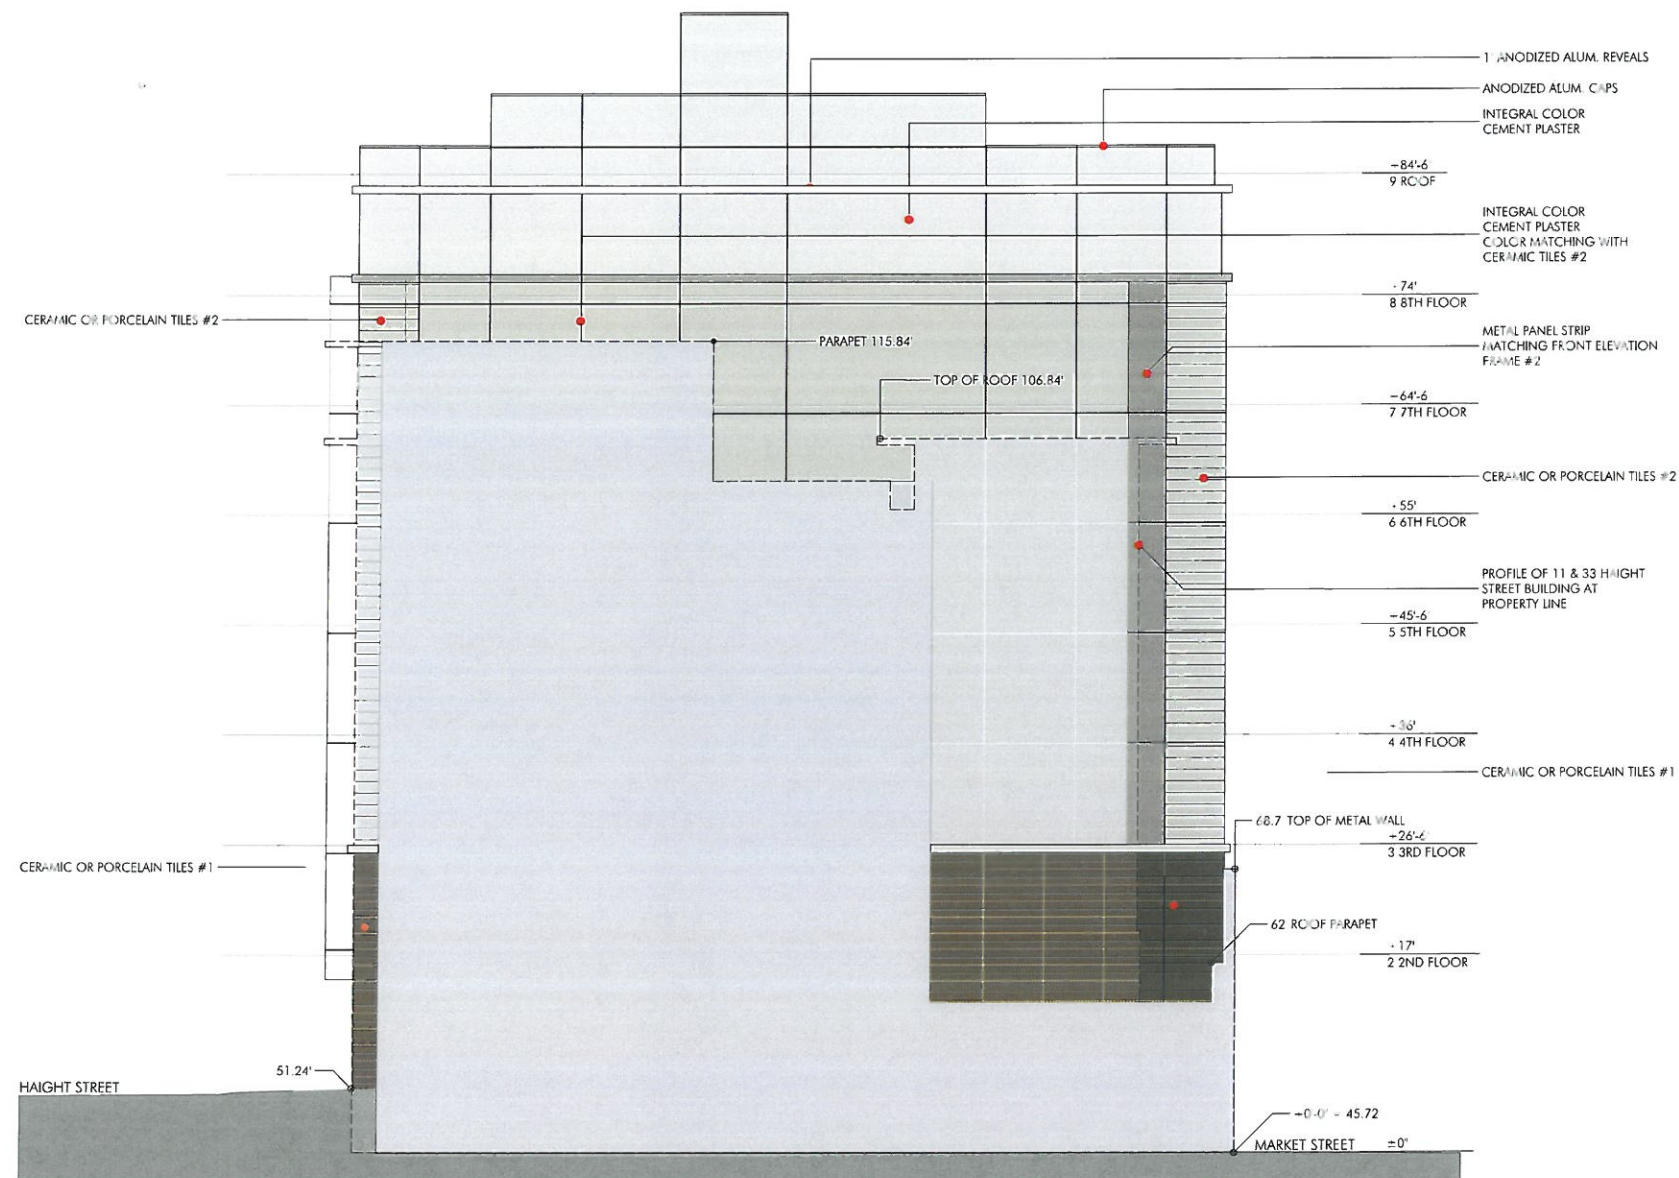 1" ANODIZED ALUM. REVEALS
ANODIZED ALUM. CAPS
INTEGRAL COLOR
CEMENT PLASTER
+84'-6
9 ROOF
INTEGRAL COLOR
CEMENT PLASTER
COLOR MATCHING WITH
CERAMIC TILES #2
+74'
8 8TH FLOOR
CERAMIC OR PORCELAIN TILES #2
METAL PANEL STRIP
MATCHING FRONT ELEVATION
FRAME #2
PARAPET 115.84'
TOP OF ROOF 106.84'
+64'-6
7 7TH FLOOR
CERAMIC OR PORCELAIN TILES #2
+55'
6 6TH FLOOR
PROFILE OF 11 & 33 HAIGHT
STREET BUILDING AT
PROPERTY LINE
+45'-6
5 5TH FLOOR
+36'
4 4TH FLOOR
CERAMIC OR PORCELAIN TILES #1
68.7 TOP OF METAL WALL
+26'-6
3 3RD FLOOR
CERAMIC OR PORCELAIN TILES #1
62 ROOF PARAPET
+17'
2 2ND FLOOR
51.24'
HAIGHT STREET
+0-0" = 45.72
MARKET STREET ±0"